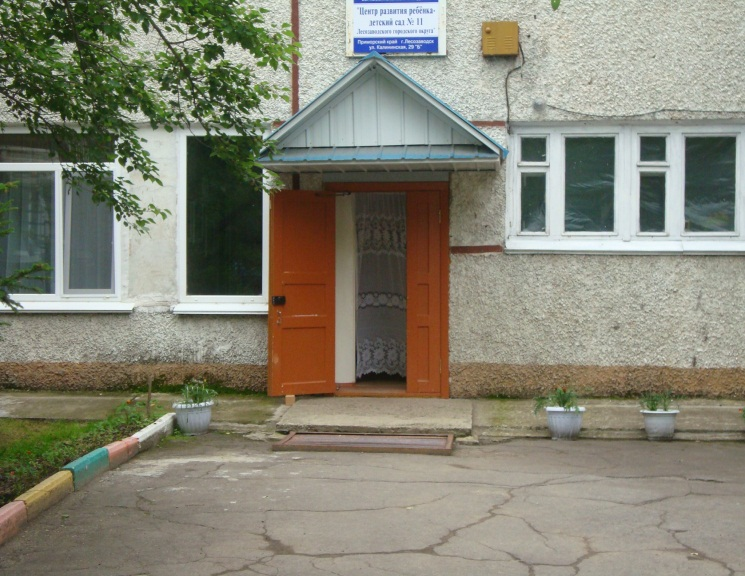 "Центр развития ребёнка-
детский сад № 11
Лесозаводского городского округа"
Приморский край г.Лесозаводск
ул. Калининская, 29 "Б"